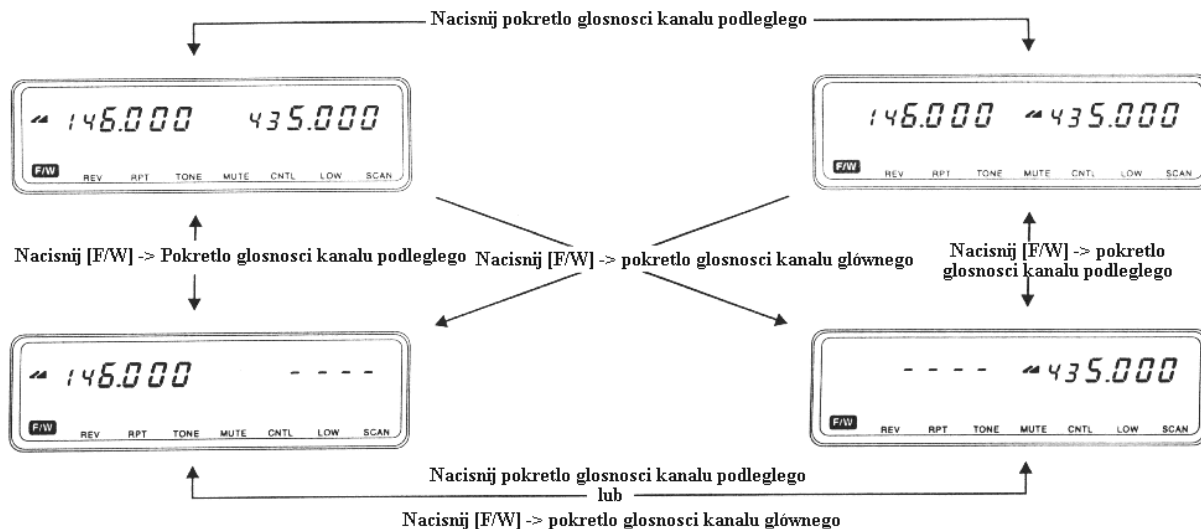 Nacisnij pokretlo glosnosci kanalu podleglego
146.000 435.000
F/W REV RPT TONE MUTE CNTL LOW SCAN
146.000 435.000
F/W REV RPT TONE MUTE CNTL LOW SCAN
Nacisnij [F/W] -> Pokretlo glosnosci kanalu podleglego
Nacisnij [F/W] -> pokretlo glosnosci kanalu glównego
Nacisnij [F/W] -> pokretlo
glosnosci kanalu podleglego
146.000 - - - -
F/W REV RPT TONE MUTE CNTL LOW SCAN
- - - - 435.000
F/W REV RPT TONE MUTE CNTL LOW SCAN
Nacisnij pokretlo glosnosci kanalu podleglego
lub
Nacisnij [F/W] -> pokretlo glosnosci kanalu glównego